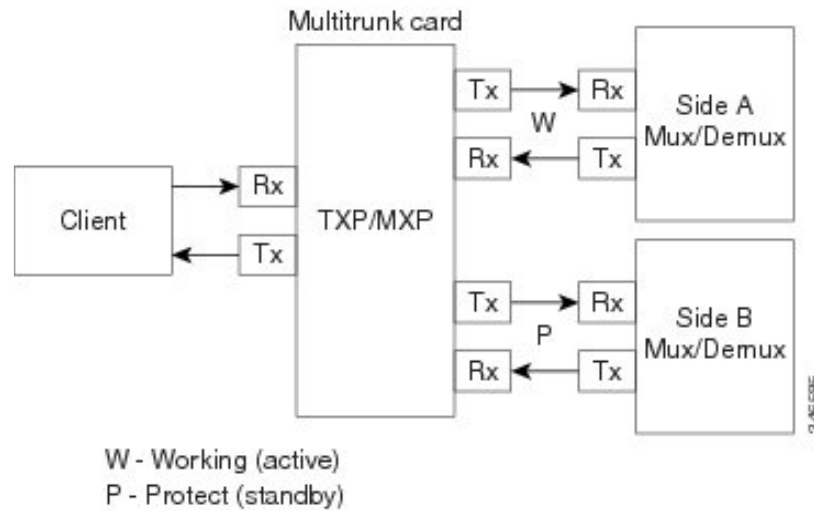 Multitrunk card
Tx
Rx
W
Rx
Tx
Side A
Mux/Demux
Client
Rx
Tx
TXP/MXP
Tx
Rx
P
Rx
Tx
Side B
Mux/Demux
W - Working (active)
P - Protect (standby)